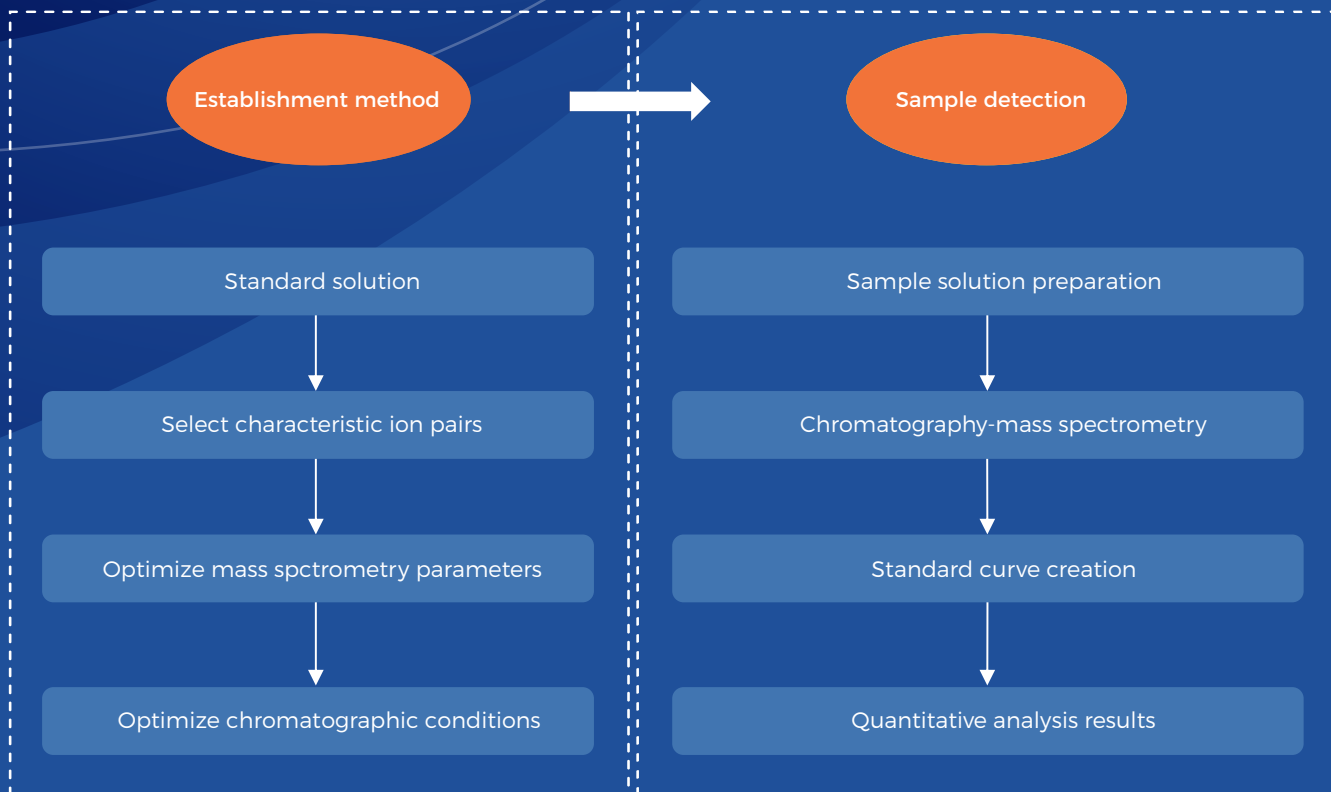 Establishment method
Sample detection
Standard solution
Select characteristic ion pairs
Optimize mass spctrometry parameters
Optimize chromatographic conditions
Sample solution preparation
Chromatography-mass spectrometry
Standard curve creation
Quantitative analysis results